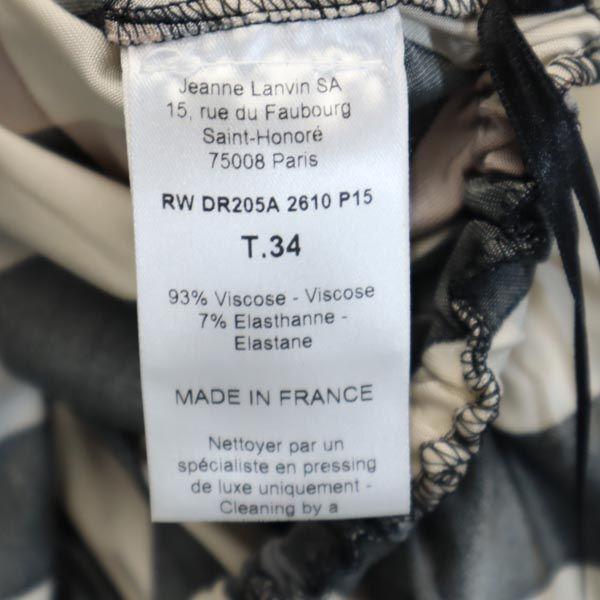 Jeanne Lanvin SA
15, rue du Faubourg
Saint-Honoré
75008 Paris
RW DR205A 2610 P15
T.34
93% Viscose - Viscose
7% Elasthanne -
Elastane
MADE IN FRANCE
Nettoyer par un
spécialiste en pressing
de luxe uniquement -
Cleaning by a